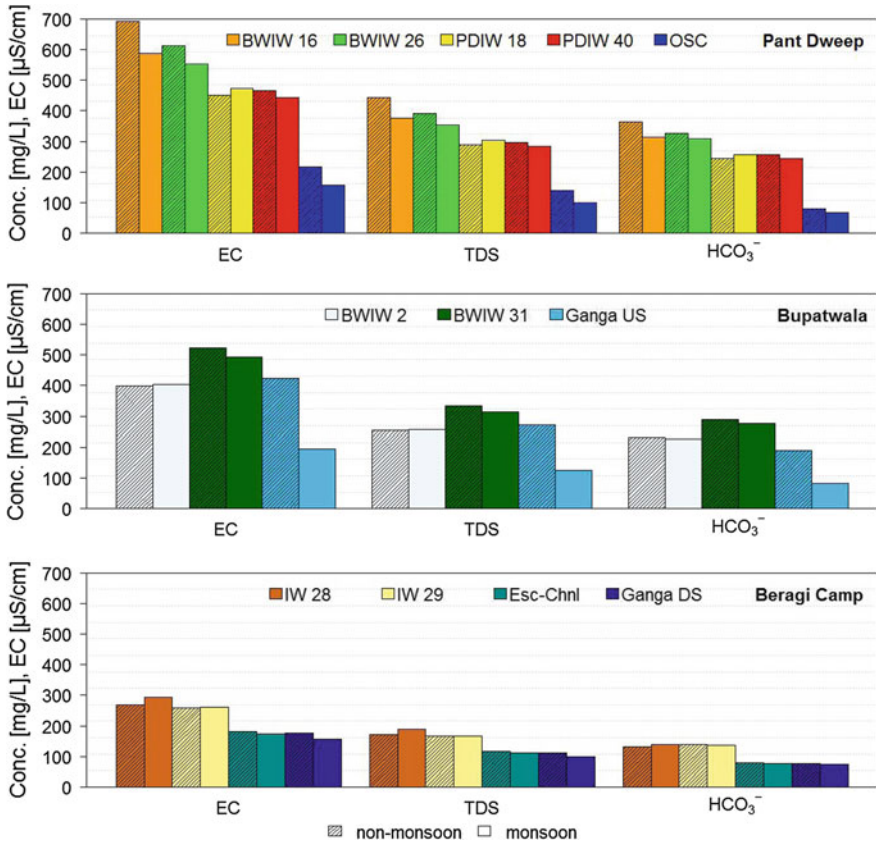 Conc. [mg/L], EC [µS/cm]
700
600
500
400
300
200
100
0
BWIW 16 BWIW 26 PDIW 18 PDIW 40 OSC Pant Dweep
EC TDS HCO₃⁻
Conc. [mg/L], EC [µS/cm]
700
600
500
400
300
200
100
0
BWIW 2 BWIW 31 Ganga US Bupatwala
EC TDS HCO₃⁻
Conc. [mg/L], EC [µS/cm]
700
600
500
400
300
200
100
0
IW 28 IW 29 Esc-Chnl Ganga DS Beragi Camp
EC TDS HCO₃⁻
non-monsoon monsoon